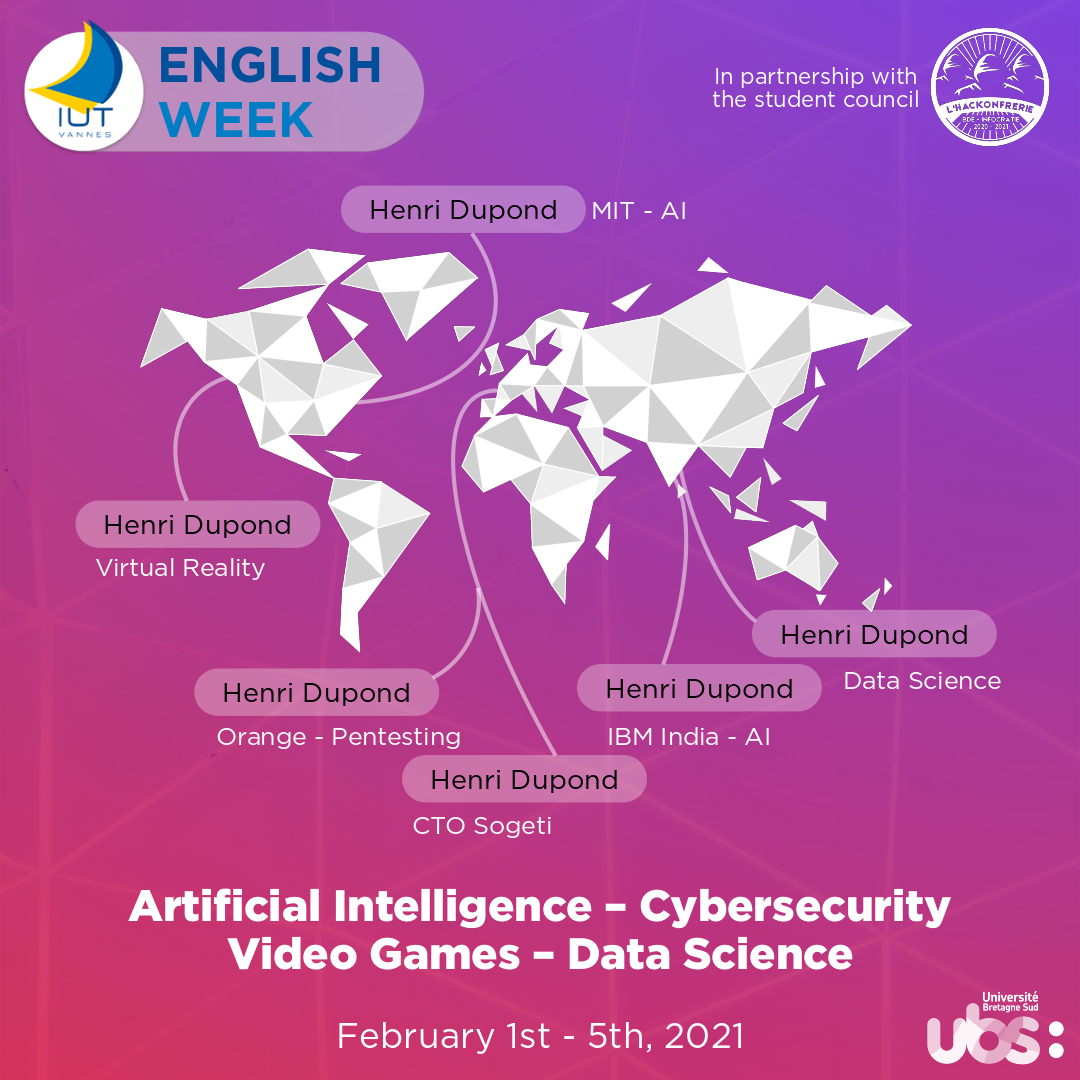 ENGLISH
WEEK
IUT
VANNES
In partnership with
the student council
L'HACKONFRERIE
BDE - INFOCRATIE
2020 - 2021
Henri Dupond
MIT - AI
Henri Dupond
Virtual Reality
Henri Dupond
Data Science
Henri Dupond
Orange - Pentesting
Henri Dupond
IBM India - AI
Henri Dupond
CTO Sogeti
Artificial Intelligence – Cybersecurity
Video Games – Data Science
February 1st - 5th, 2021
Université
Bretagne Sud
ubs: